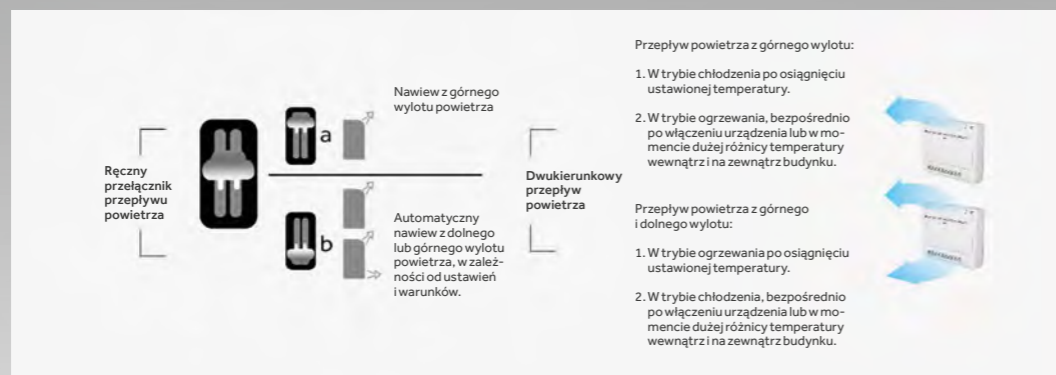 Ręczny
przełącznik
przepływu
powietrza
a
Nawiew z górnego
wylotu powietrza
b
Automatyczny
nawiew z dolnego
lub górnego wylotu
powietrza, w zależ-
ności od ustawień
i warunków.
Dwukierunkowy
przepływ
powietrza
Przepływ powietrza z górnego wylotu:
1. W trybie chłodzenia po osiągnięciu
ustawionej temperatury.
2. W trybie ogrzewania, bezpośrednio
po włączeniu urządzenia lub w mo-
mencie dużej różnicy temperatury
wewnątrz i na zewnątrz budynku.
Przepływ powietrza z górnego
i dolnego wylotu:
1. W trybie ogrzewania po osiągnięciu
ustawionej temperatury.
2. W trybie chłodzenia, bezpośrednio
po włączeniu urządzenia lub w mo-
mencie dużej różnicy temperatury
wewnątrz i na zewnątrz budynku.